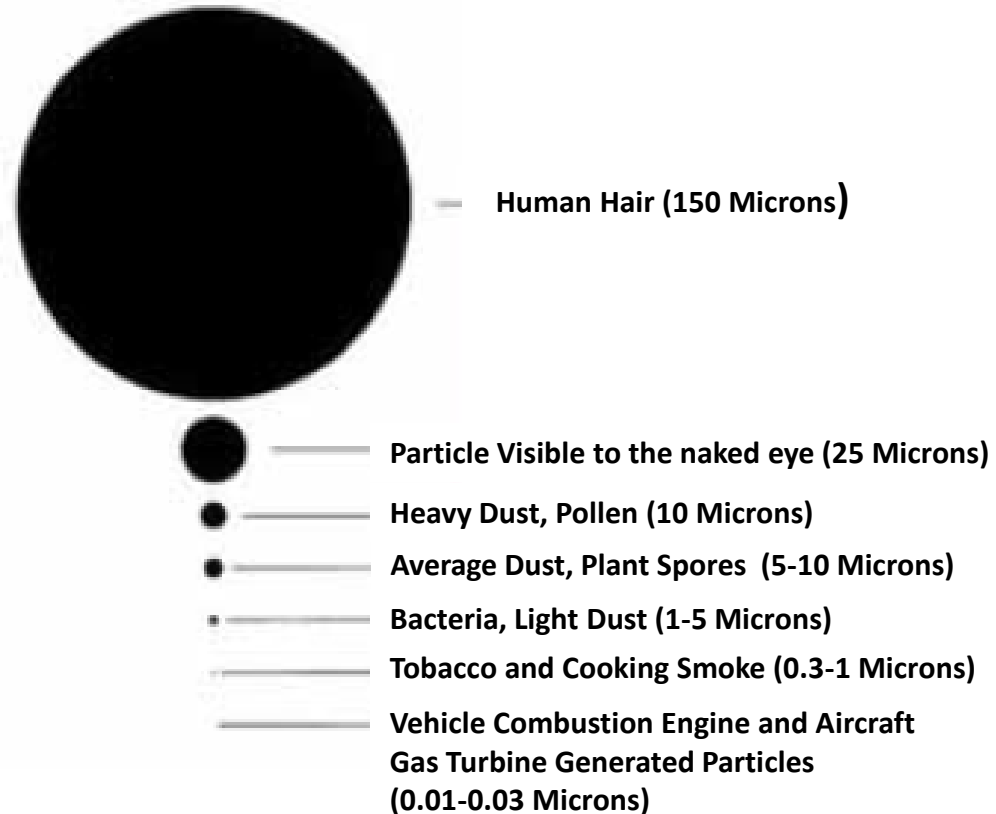 Human Hair (150 Microns)
Particle Visible to the naked eye (25 Microns)
Heavy Dust, Pollen (10 Microns)
Average Dust, Plant Spores (5-10 Microns)
Bacteria, Light Dust (1-5 Microns)
Tobacco and Cooking Smoke (0.3-1 Microns)
Vehicle Combustion Engine and Aircraft
Gas Turbine Generated Particles
(0.01-0.03 Microns)